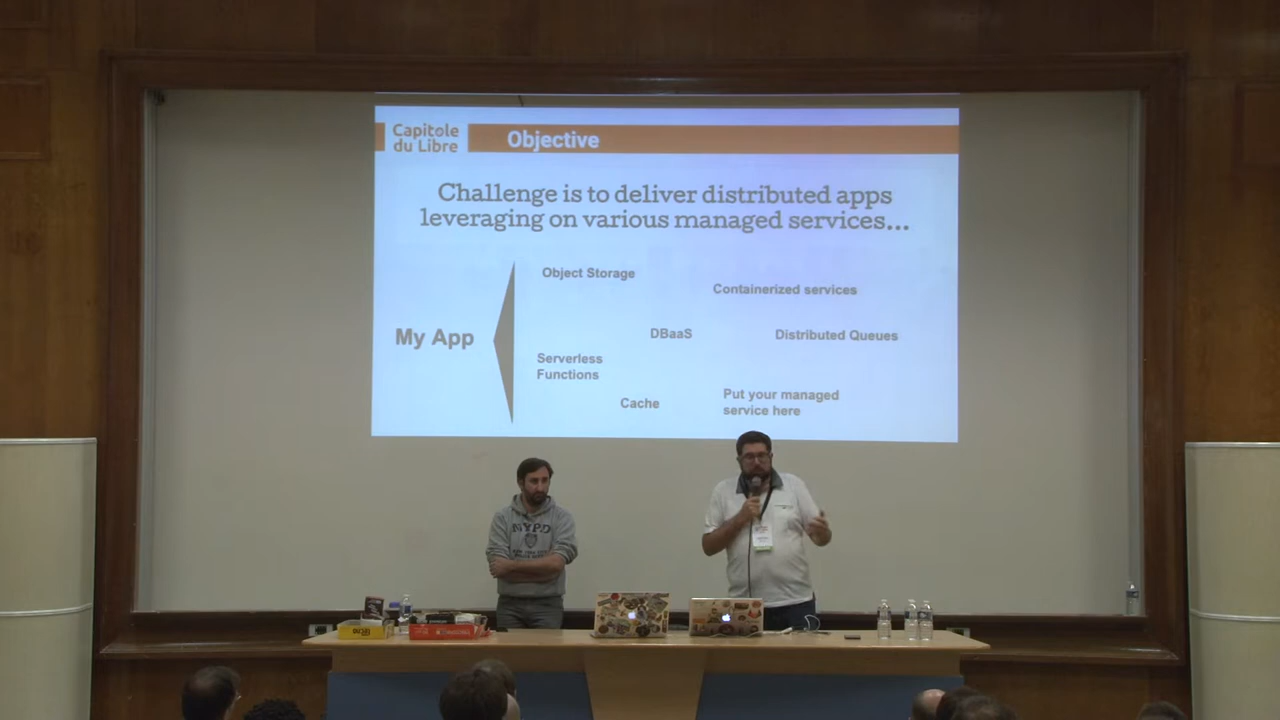 Capitole
du Libre
Objective
Challenge is to deliver distributed apps
leveraging on various managed services...
Object Storage
Containerized services
My App
DBaaS
Distributed Queues
Serverless
Functions
Cache
Put your managed
service here
NYPD